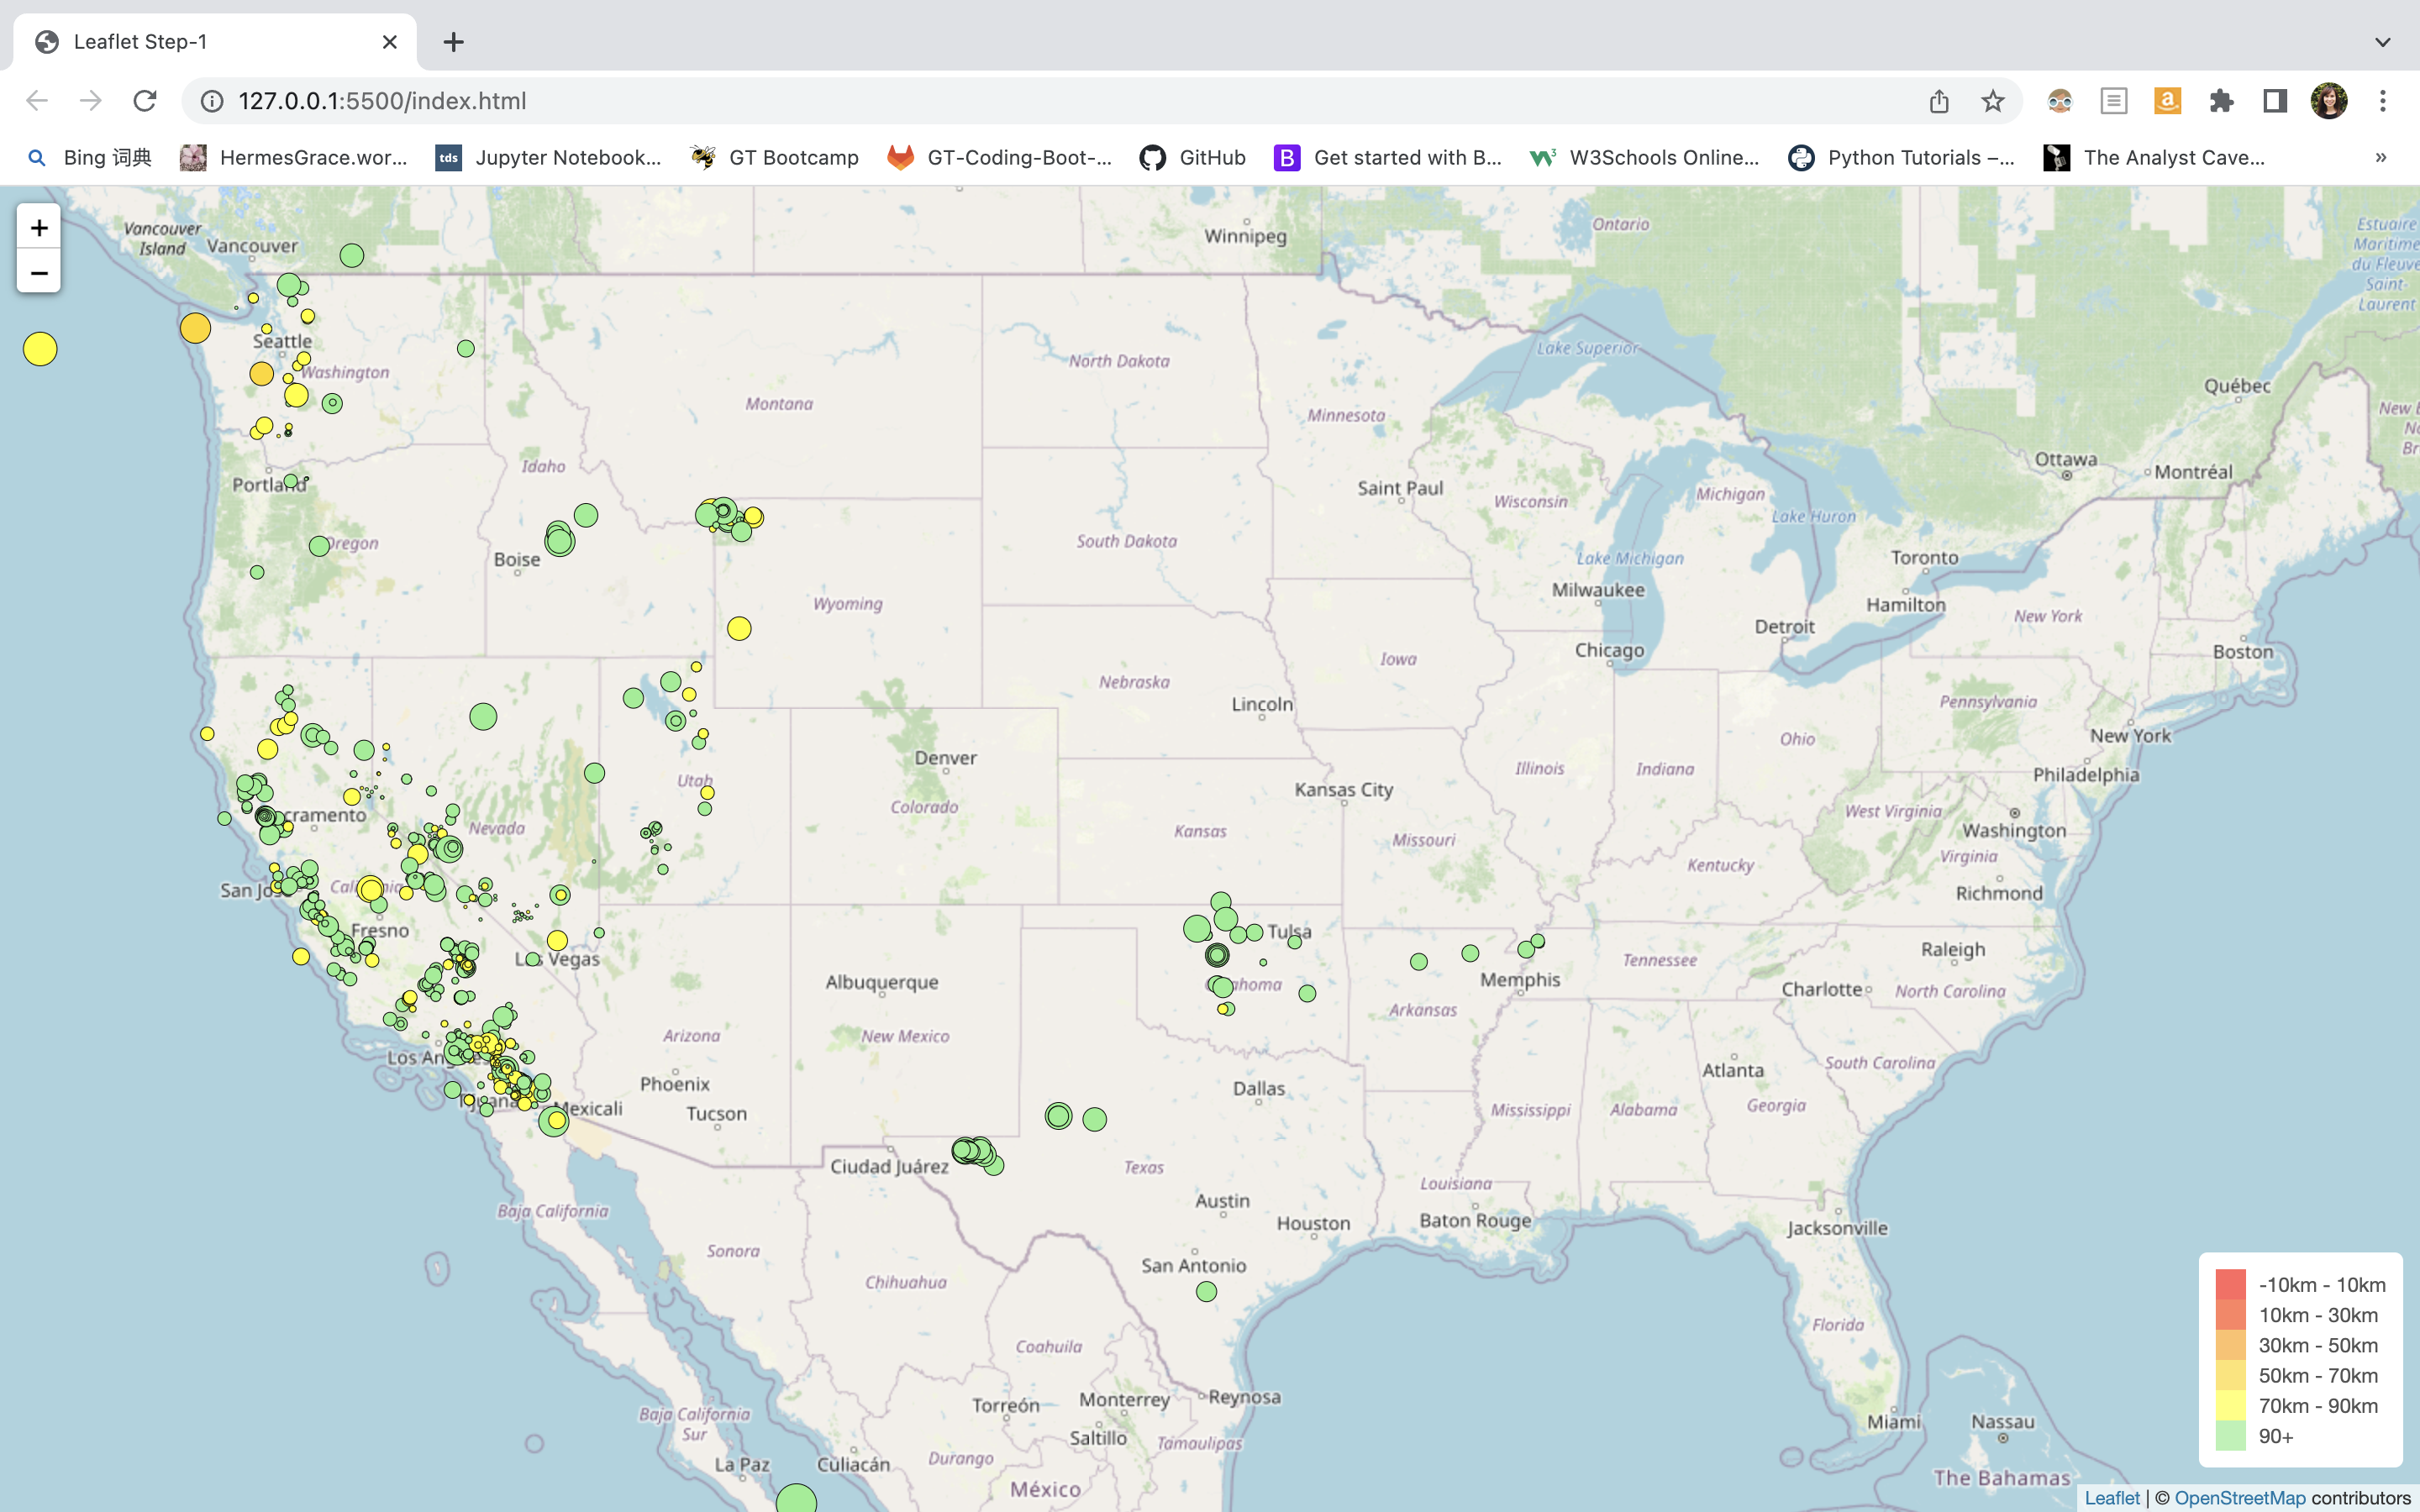 Leaflet Step-1
127.0.0.1:5500/index.html
Bing 词典
HermesGrace.wor...
tds
Jupyter Notebook...
GT Bootcamp
GT-Coding-Boot-...
GitHub
B
Get started with B...
W3Schools Online...
Python Tutorials –...
The Analyst Cave...
»
+
−
Vancouver
Island
Vancouver
Winnipeg
Ontario
Estuaire
Maritime
du Fleuve
Saint-
Laurent
Seattle
Washington
North Dakota
Lake Superior
Québec
Montana
Minnesota
Ottawa
Montréal
Idaho
Portland
Saint Paul
Wisconsin
Michigan
Lake Huron
Oregon
Boise
South Dakota
Lake Michigan
Toronto
Milwaukee
Hamilton
Wyoming
New York
Detroit
Chicago
Boston
Iowa
Nebraska
Lincoln
Pennsylvania
New York
Ohio
Denver
Illinois
Indiana
Philadelphia
Utah
Kansas City
Colorado
cramento
Nevada
Kansas
Missouri
West Virginia
Washington
Kentucky
Virginia
San Jo
Richmond
Fresno
Tulsa
Las Vegas
Raleigh
Tennessee
Albuquerque
ahoma
Memphis
Charlotte
North Carolina
Arkansas
Arizona
New Mexico
Los An
South Carolina
Atlanta
Phoenix
Dallas
Tijuana
Mexicali
Tucson
Mississippi
Alabama
Georgia
Ciudad Juárez
Texas
Louisiana
Austin
Baja California
Houston
Baton Rouge
Jacksonville
Sonora
San Antonio
Chihuahua
Florida
Coahuila
Reynosa
Torreón
Monterrey
Baja California
Sur
Miami
Nassau
Saltillo
Tamaulipas
La Paz
Culiacán
Durango
México
The Bahamas
-10km - 10km
10km - 30km
30km - 50km
50km - 70km
70km - 90km
90+
Leaflet | © OpenStreetMap contributors